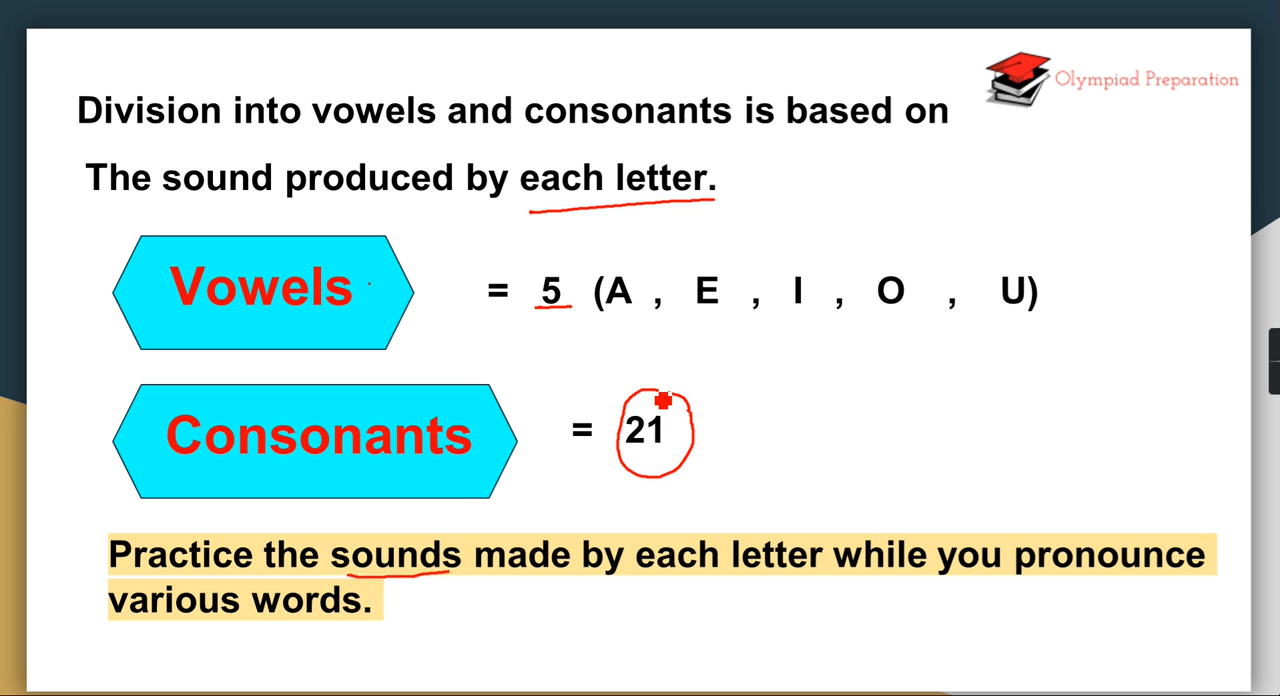 Olympiad Preparation
Division into vowels and consonants is based on
The sound produced by each letter.
Vowels = 5 (A , E , I , O , U)
Consonants = 21
Practice the sounds made by each letter while you pronounce
various words.